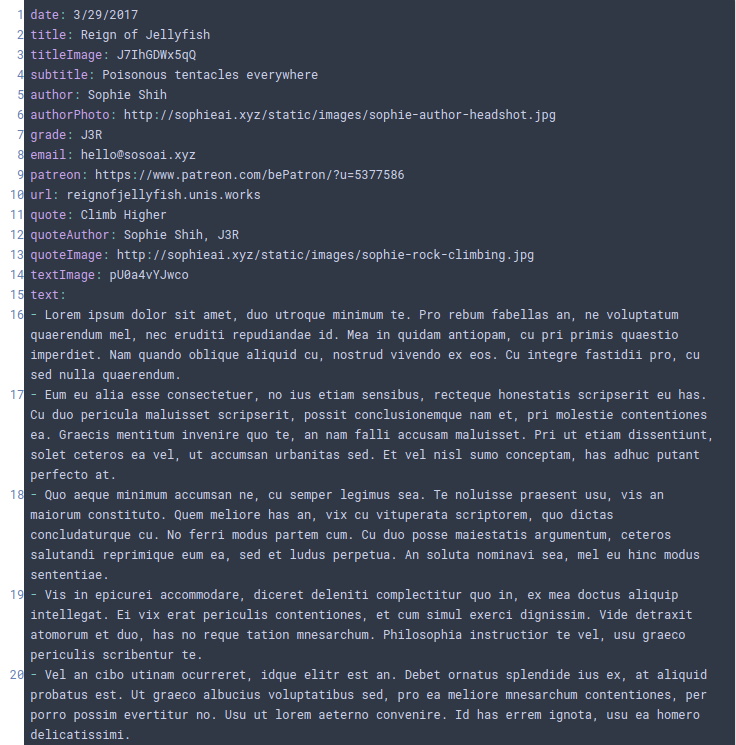 1 date: 3/29/2017
2 title: Reign of Jellyfish
3 titleImage: J7IhGDWx5qQ
4 subtitle: Poisonous tentacles everywhere
5 author: Sophie Shih
6 authorPhoto: http://sophieai.xyz/static/images/sophie-author-headshot.jpg
7 grade: J3R
8 email: hello@sosoai.xyz
9 patreon: https://www.patreon.com/bePatron/?u=5377586
10 url: reignofjellyfish.unis.works
11 quote: Climb Higher
12 quoteAuthor: Sophie Shih, J3R
13 quoteImage: http://sophieai.xyz/static/images/sophie-rock-climbing.jpg
14 textImage: pU0a4vYJwco
15 text:
16 - Lorem ipsum dolor sit amet, duo utroque minimum te. Pro rebum fabellas an, ne voluptatum
quaerendum mel, nec eruditi repudiandae id. Mea in quidam antiopam, cu pri primis quaestio
imperdiet. Nam quando oblique aliquid cu, nostrud vivendo ex eos. Cu integre fastidii pro, cu
sed nulla quaerendum.
17 - Eum eu alia esse consectetuer, no ius etiam sensibus, recteque honestatis scripserit eu has.
Cu duo pericula maluisset scripserit, possit conclusionemque nam et, pri molestie contentiones
ea. Graecis mentitum invenire quo te, an nam falli accusam maluisset. Pri ut etiam dissentiunt,
solet ceteros ea vel, ut accumsan urbanitas sed. Et vel nisl sumo conceptam, has adhuc putant
perfecto at.
18 - Quo aeque minimum accumsan ne, cu semper legimus sea. Te noluisse praesent usu, vis an
maiorum constituto. Quem meliore has an, vix cu vituperata scriptorem, quo dictas
concludaturque cu. No ferri modus partem cum. Cu duo posse maiestatis argumentum, ceteros
salutandi reprimique eum ea, sed et ludus perpetua. An soluta nominavi sea, mel eu hinc modus
sententiae.
19 - Vis in epicurei accommodare, diceret deleniti complectitur quo in, ex mea doctus aliquip
intellegat. Ei vix erat periculis contentiones, et cum simul exerci dignissim. Vide detraxit
atomorum et duo, has no reque tation mnesarchum. Philosophia instructior te vel, usu graeco
periculis scribentur te.
20 - Vel an cibo utinam ocurreret, idque elitr est an. Debet ornatus splendide ius ex, at aliquid
probatus est. Ut graeco albucius voluptatibus sed, pro ea meliore mnesarchum contentiones, per
porro possim evertitur no. Usu ut lorem aeterno convenire. Id has errem ignota, usu ea homero
delicatissimi.